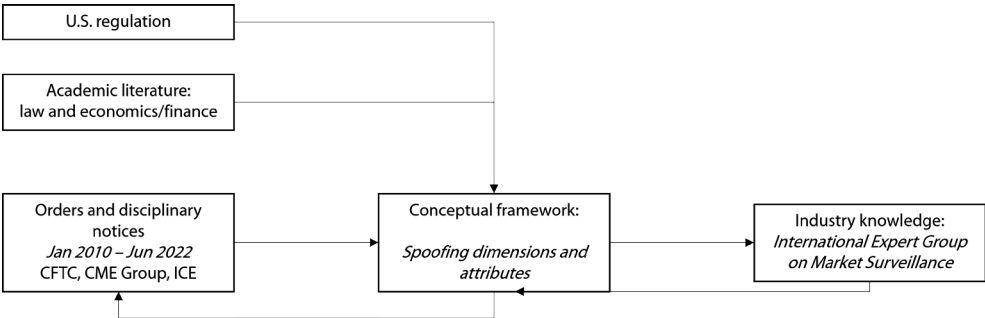 U.S. regulation
Academic literature:
law and economics/finance
Orders and disciplinary
notices
Jan 2010 – Jun 2022
CFTC, CME Group, ICE
Conceptual framework:
Spoofing dimensions and
attributes
Industry knowledge:
International Expert Group
on Market Surveillance